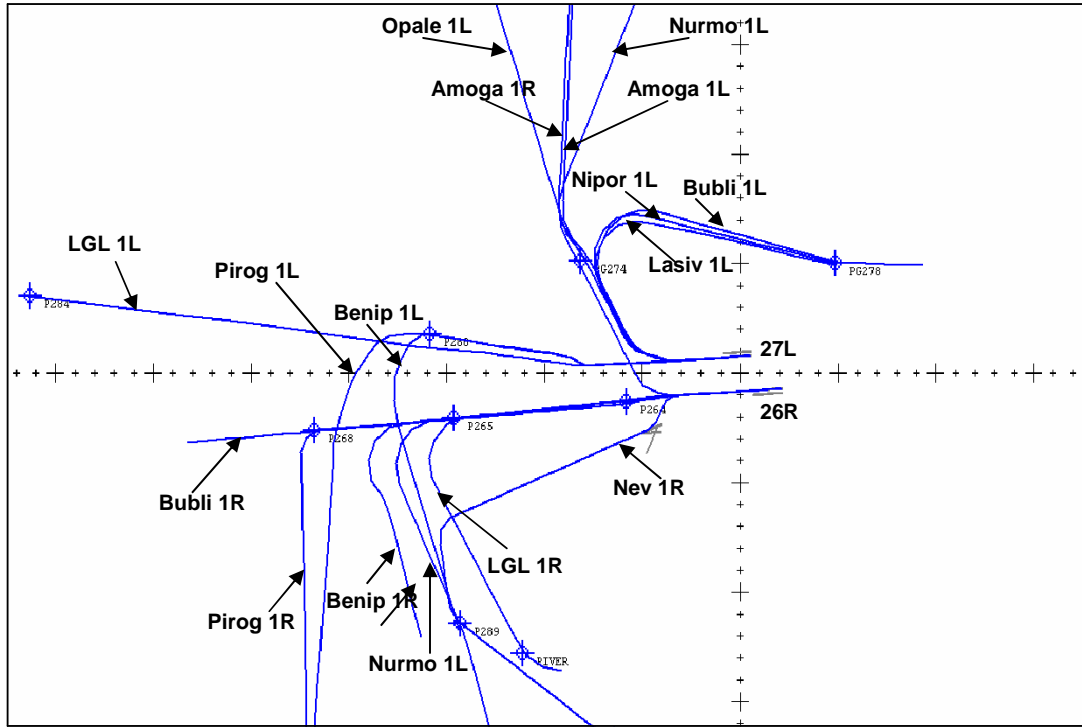 Opale 1L
Nurmo 1L
Amoga 1R
Amoga 1L
Nipor 1L
Bubli 1L
LGL 1L
Pirog 1L
Lasiv 1L
G274
PG278
P284
Benip 1L
P280
27L
26R
P264
P265
P268
Bubli 1R
Nev 1R
LGL 1R
Benip 1R
Pirog 1R
P289
Nurmo 1L
PIVER